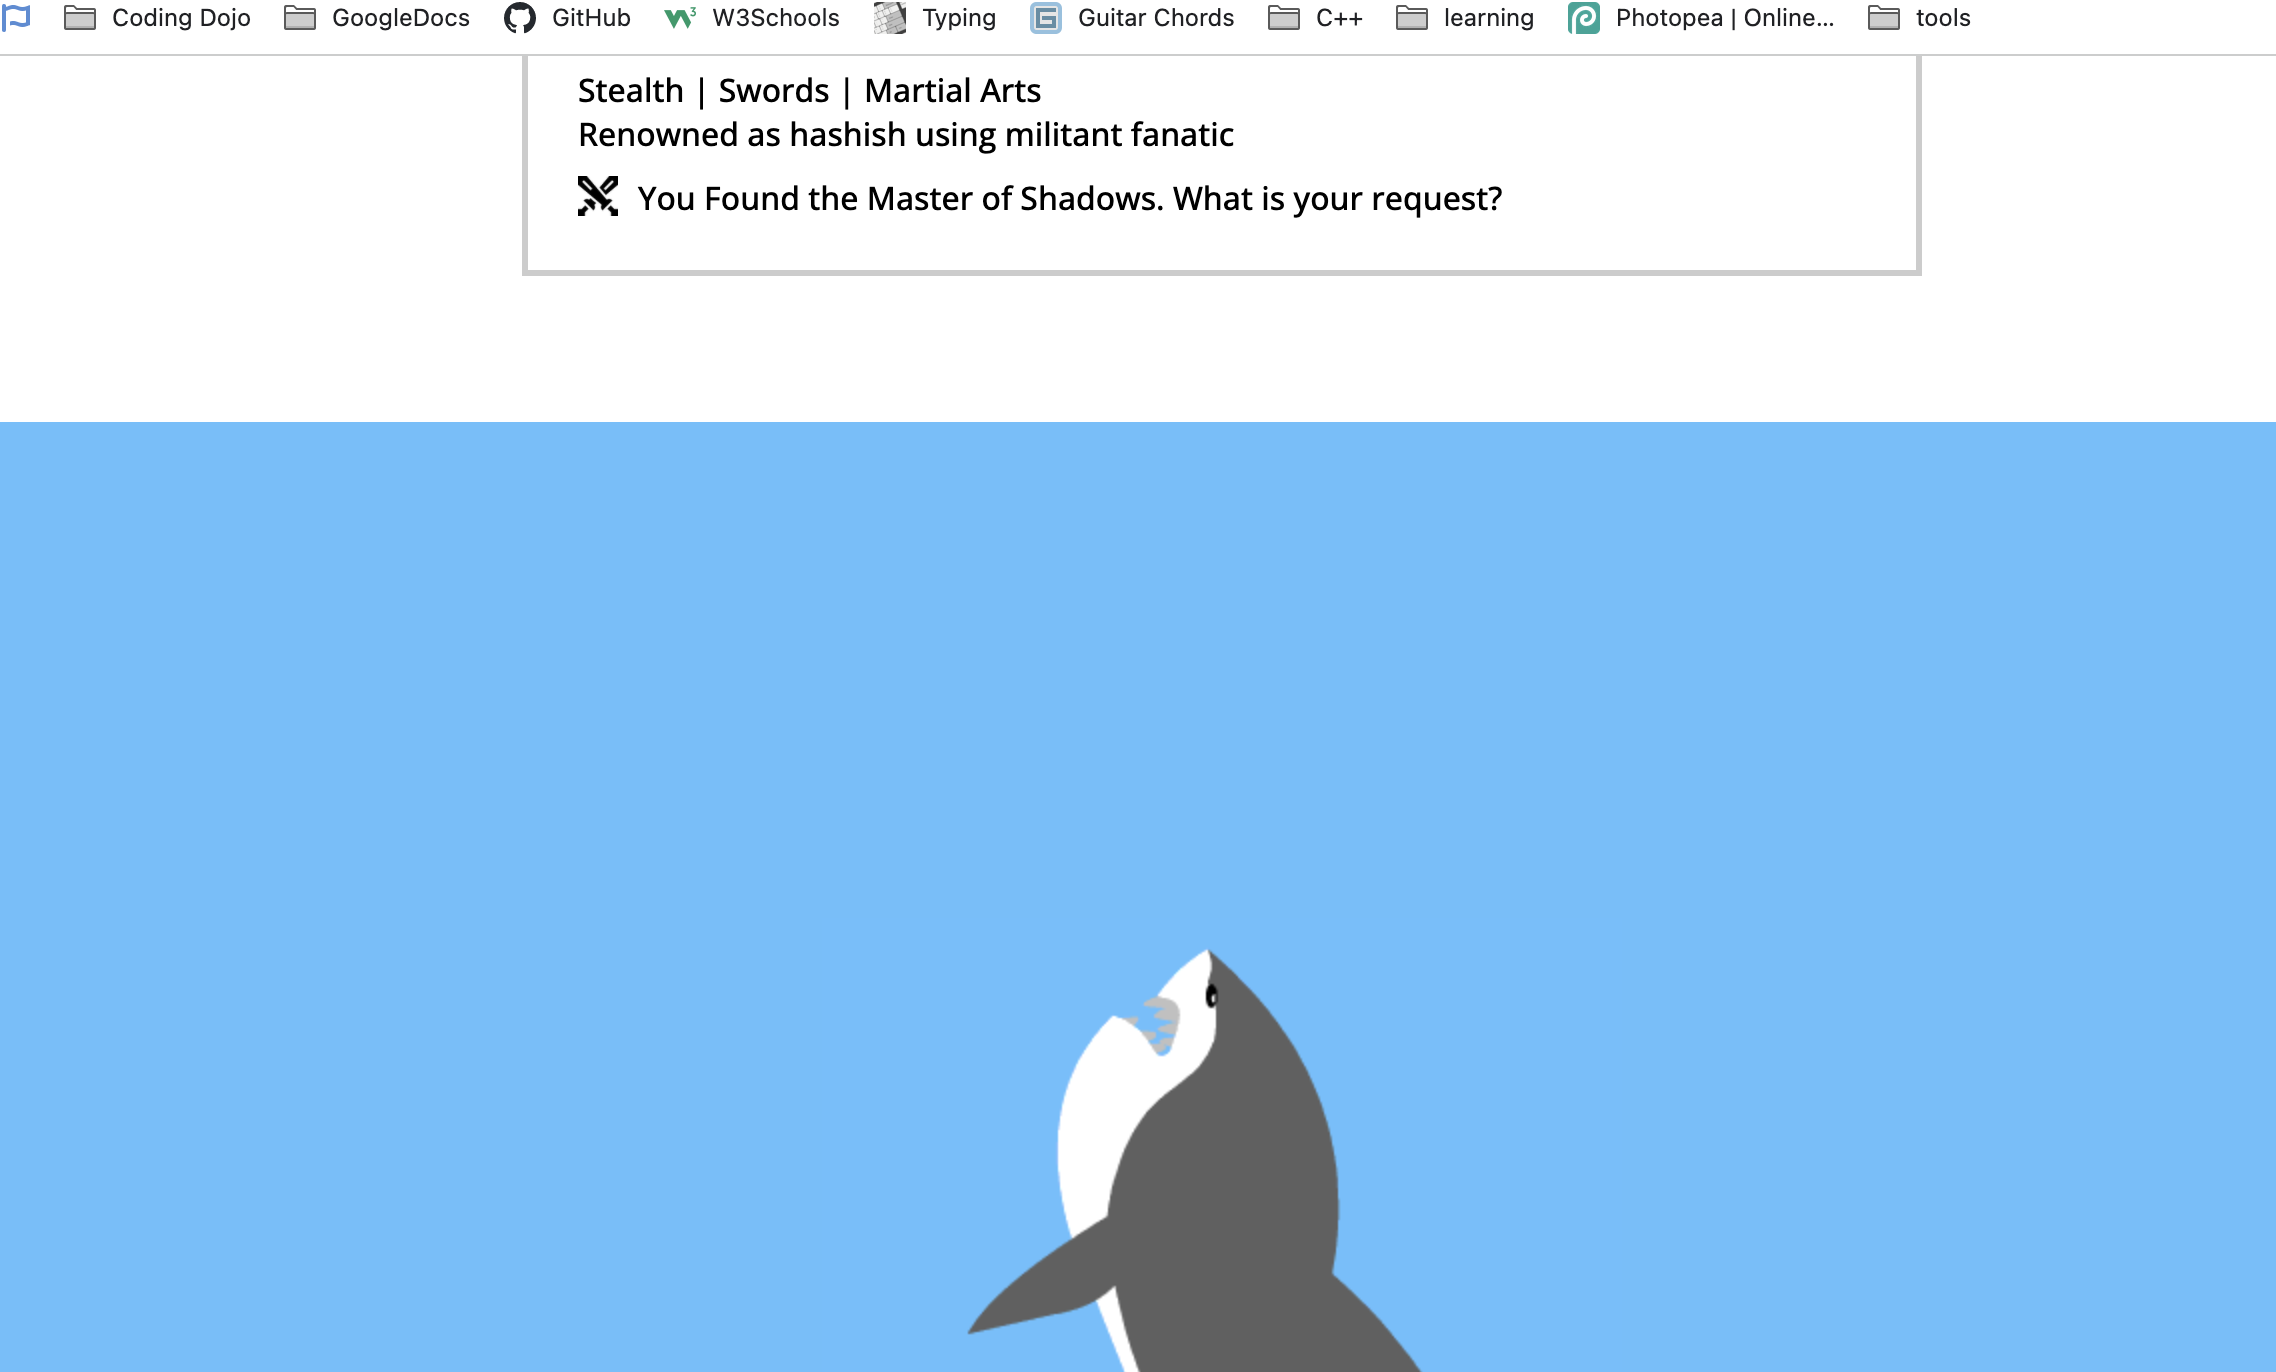 Coding Dojo GoogleDocs GitHub W3Schools Typing Guitar Chords C++ learning Photopea | Online... tools
Stealth | Swords | Martial Arts
Renowned as hashish using militant fanatic
You Found the Master of Shadows. What is your request?